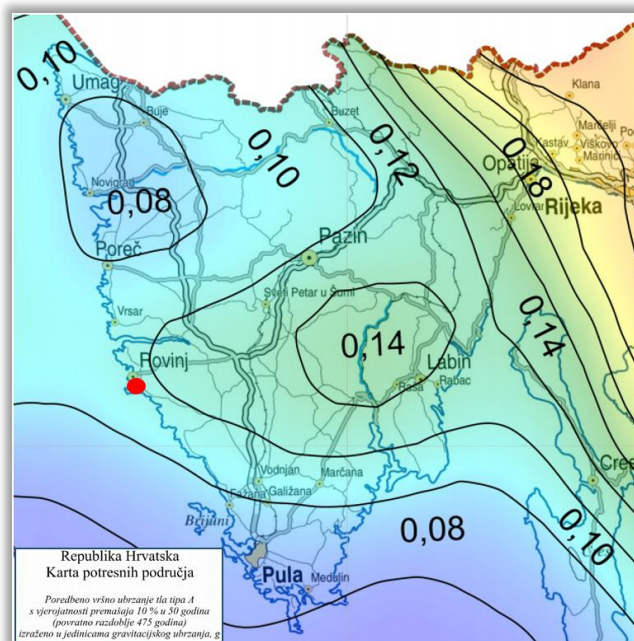 0,10
Umag
Buje
Buzet
0,10
0,12
Klana
Marčelji
Kastav
Viškovo
Marinić
Opatija
0,18
Novigrad
0,08
Lovran
Rijeka
Poreč
Pazin
Sveti Petar u Šumi
Vrsar
0,14
0,14
Rovinj
Labin
Raša
Rabac
Cres
Vodnjan
Marčana
Fažana
Galižana
Brijuni
0,08
0,10
Pula
Medulin
Republika Hrvatska
Karta potresnih područja
Poredbeno vršno ubrzanje tla tipa A
s vjerojatnosti premašaja 10 % u 50 godina
(povratno razdoblje 475 godina)
izraženo u jedinicama gravitacijskog ubrzanja, g